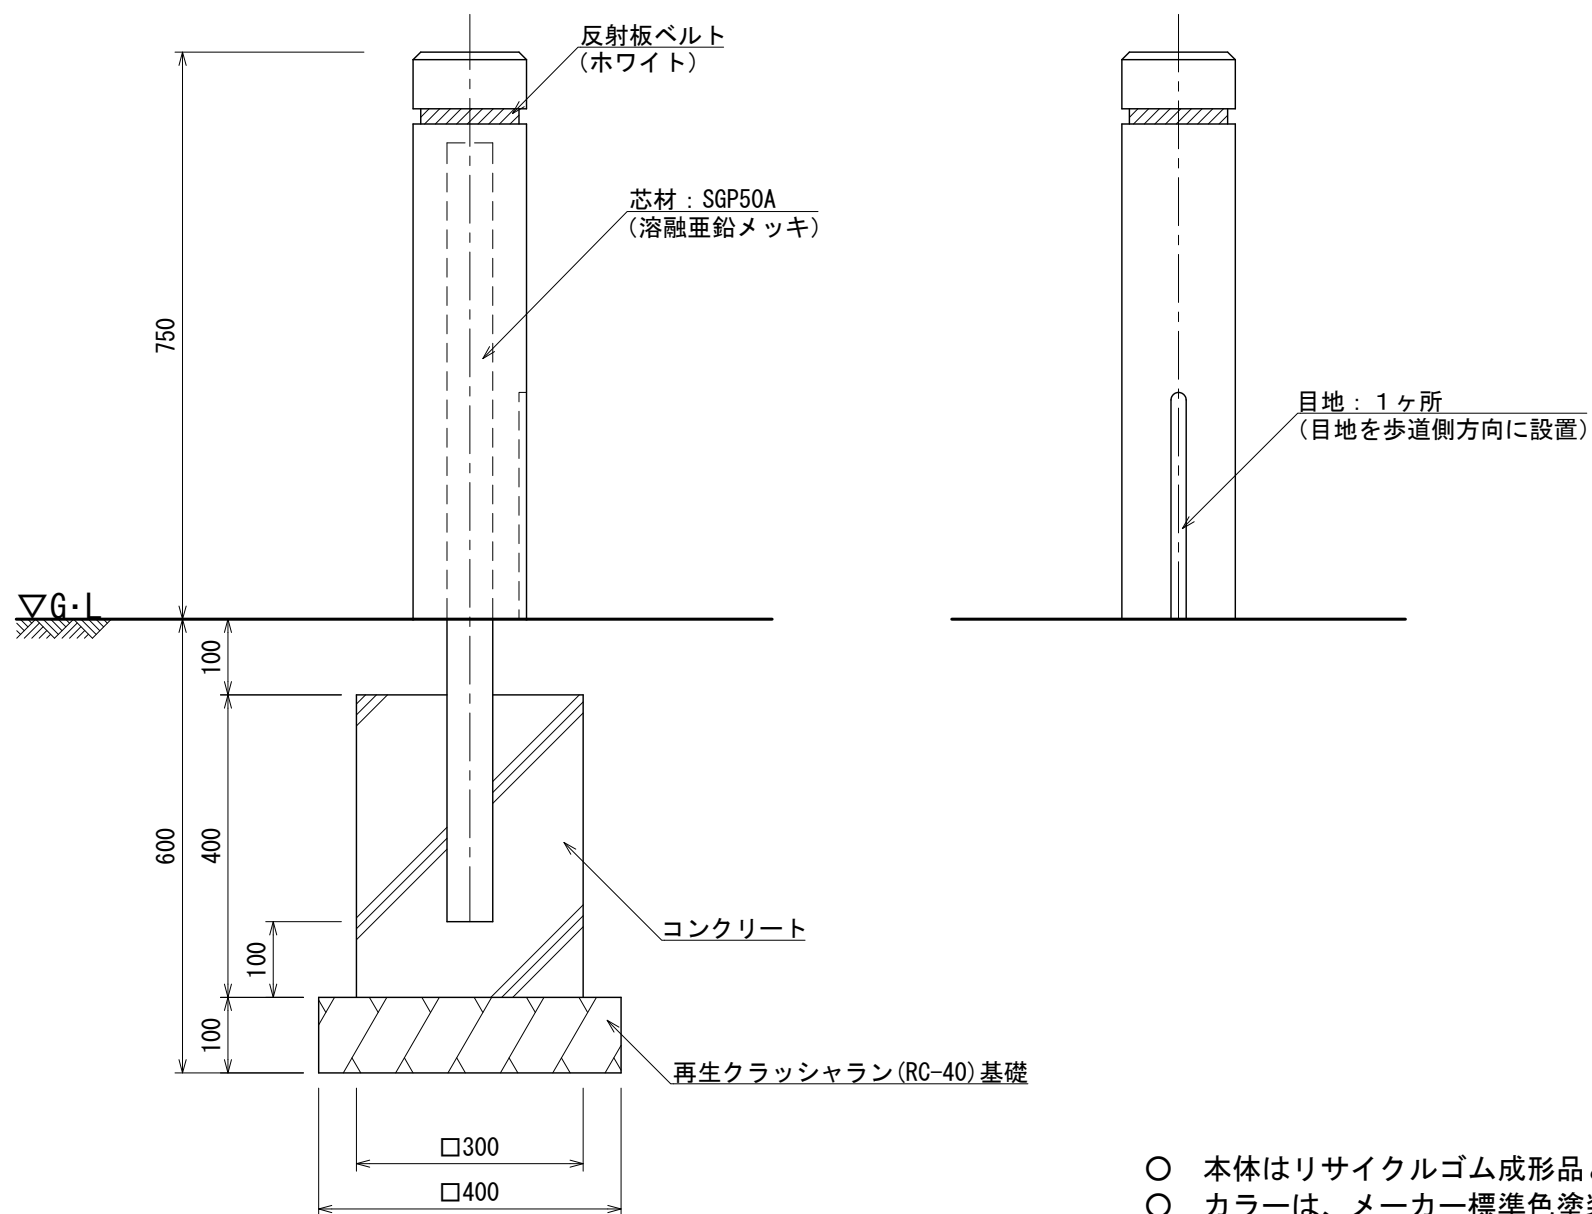 反射板ベルト
(ホワイト)
芯材：SGP50A
(溶融亜鉛メッキ)
750
目地：１ヶ所
(目地を歩道側方向に設置)
▽G・L
100
600
400
コンクリート
100
100
再生クラッシャラン(RC-40)基礎
□300
□400
○ 本体はリサイクルゴム成形品
○ カラーは、メーカー標準色塗